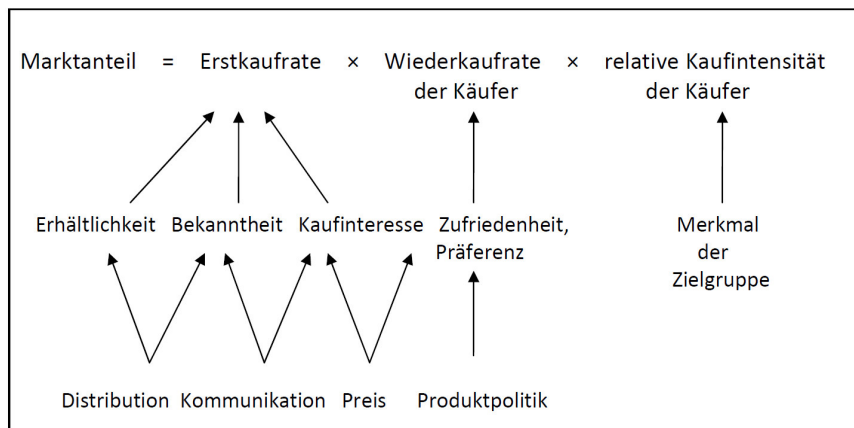 Marktanteil = Erstkaufrate × Wiederkaufrate × relative Kaufintensität
der Käufer der Käufer
Erhältlichkeit Bekanntheit Kaufinteresse Zufriedenheit, Merkmal
Präferenz der
Zielgruppe
Distribution Kommunikation Preis Produktpolitik